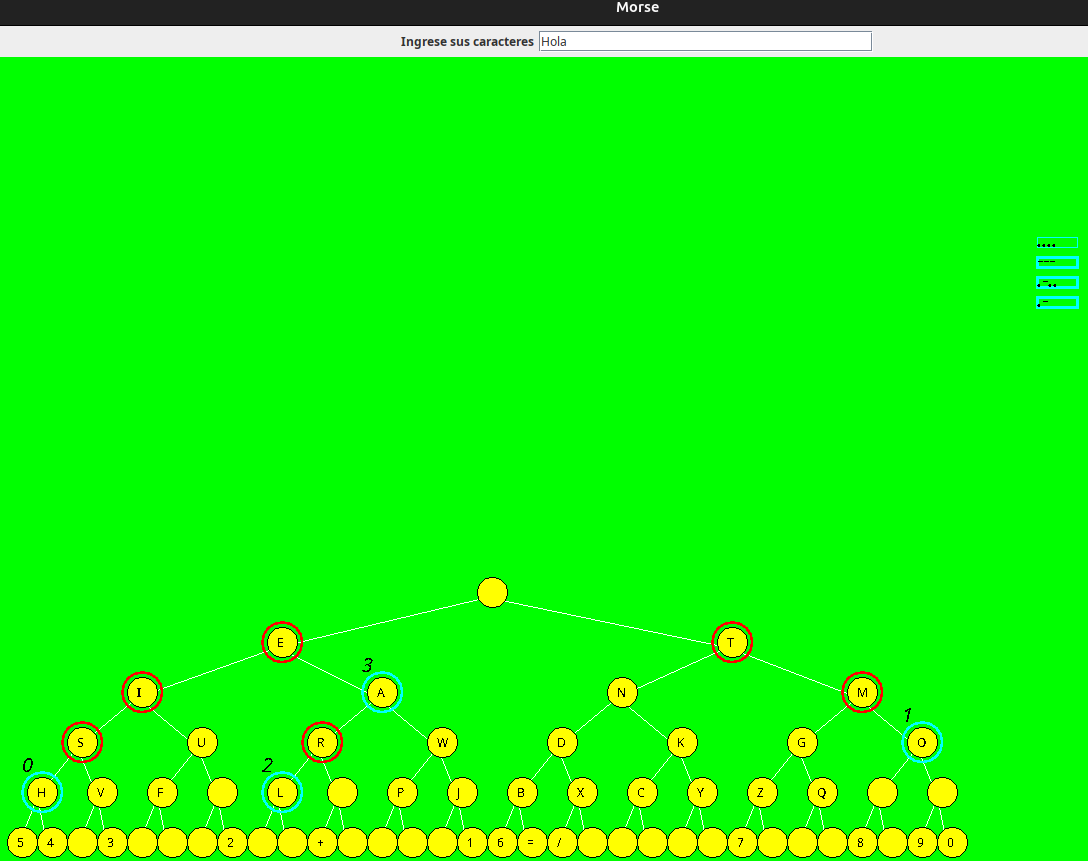 Morse
Ingrese sus caracteres Hola
.... 
---
.-..
.-
E T
3
I A N M
1
S U R W D K G O
0 2
H V F L P J B X C Y Z Q
5 4 3 2 + 1 6 = / 7 8 9 0